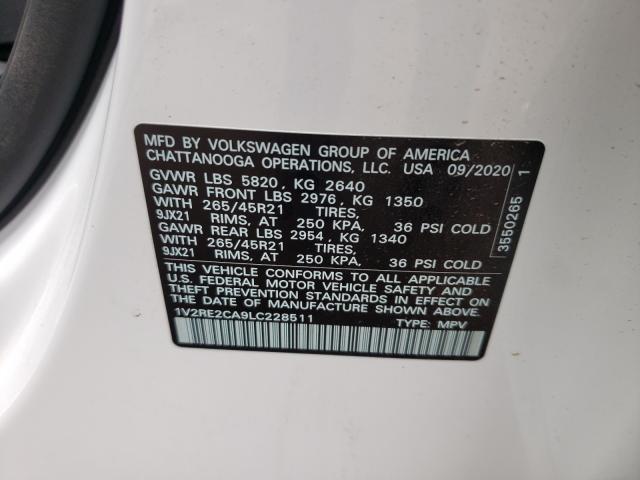 MFD BY VOLKSWAGEN GROUP OF AMERICA
CHATTANOOGA OPERATIONS, LLC. USA 09/2020
GVWR LBS 5820, KG 2640
GAWR FRONT LBS 2976, KG 1350
WITH 265/45R21 TIRES,
9JX21 RIMS, AT 250 KPA, 36 PSI COLD
GAWR REAR LBS 2954, KG 1340
WITH 265/45R21 TIRES,
9JX21 RIMS, AT 250 KPA, 36 PSI COLD
THIS VEHICLE CONFORMS TO ALL APPLICABLE
U.S. FEDERAL MOTOR VEHICLE SAFETY AND
THEFT PREVENTION STANDARDS IN EFFECT ON
THE DATE OF MANUFACTURE SHOWN ABOVE.
1V2RE2CA9LC228511 TYPE: MPV
3550265 1